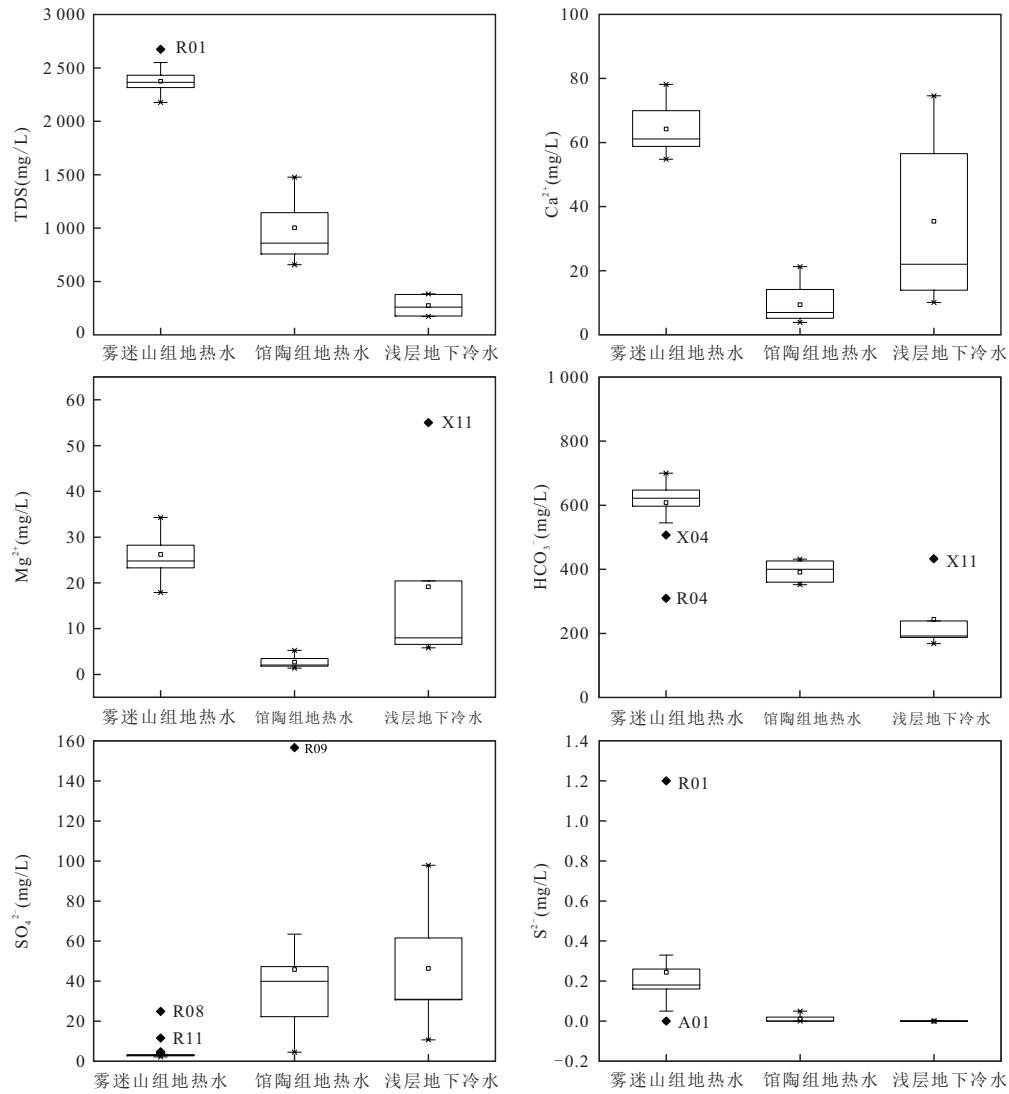 3 000
2 500
2 000
1 500
1 000
500
0
TDS(mg/L)
R01
雾迷山组地热水 馆陶组地热水 浅层地下冷水
100
80
60
40
20
0
Ca²⁺(mg/L)
雾迷山组地热水 馆陶组地热水 浅层地下冷水
60
50
40
30
20
10
0
Mg²⁺(mg/L)
X11
雾迷山组地热水 馆陶组地热水 浅层地下冷水
1 000
800
600
400
200
0
HCO₃⁻(mg/L)
X04
R04
X11
雾迷山组地热水 馆陶组地热水 浅层地下冷水
160
140
120
100
80
60
40
20
0
SO₄²⁻(mg/L)
R09
R08
R11
雾迷山组地热水 馆陶组地热水 浅层地下冷水
1.4
1.2
1.0
0.8
0.6
0.4
0.2
0.0
−0.2
S²⁻(mg/L)
R01
A01
雾迷山组地热水 馆陶组地热水 浅层地下冷水